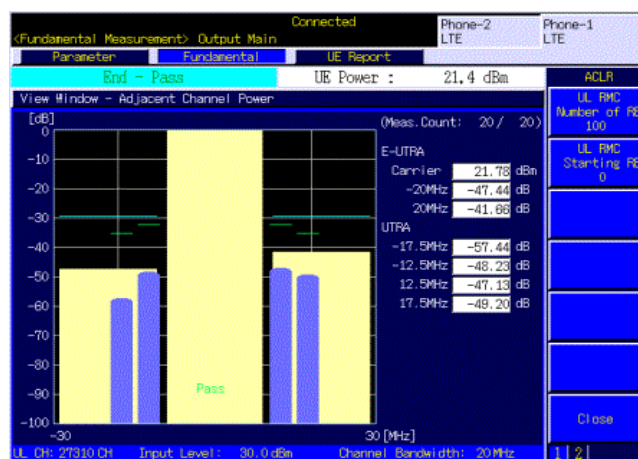 Connected
Phone-2
LTE
Phone-1
LTE
<Fundamental Measurement> Output Main
Parameter
Fundamental
UE Report
End - Pass
UE Power : 21.4 dBm
ACLR
View Window - Adjacent Channel Power
UL RMC
Number of RB
100
UL RMC
Starting RB
0
Close
1 2
[dB]
0
-10
-20
-30
-40
-50
-60
-70
-80
-90
-100
Pass
-30
30 [MHz]
(Meas.Count: 20 / 20)
E-UTRA
Carrier 21.78 dBm
-20MHz -47.44 dB
20MHz -41.66 dB
UTRA
-17.5MHz -57.44 dB
-12.5MHz -48.23 dB
12.5MHz -47.13 dB
17.5MHz -49.20 dB
UL CH: 27310 CH Input Level: 30.0 dBm Channel Bandwidth: 20 MHz